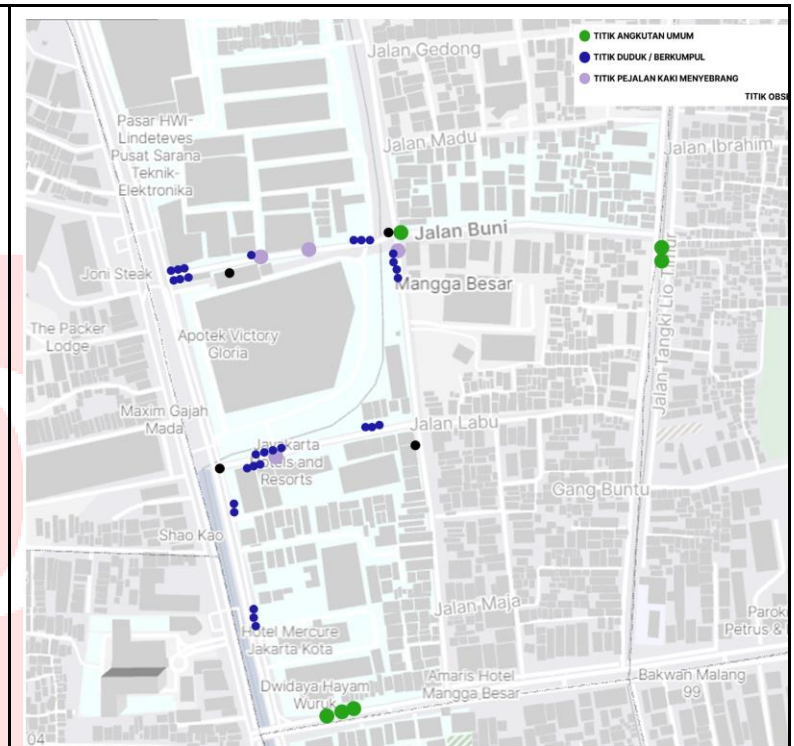 TITIK ANGKUTAN UMUM
TITIK DUDUK / BERKUMPUL
TITIK PEJALAN KAKI MENYEBRANG
TITIK OBSE
Jalan Gedong
Pasar HWI-
Lindeteves
Pusat Sarana
Teknik-
Elektronika
Jalan Madu
Jalan Ibrahim
Jalan Buni
Joni Steak
Mangga Besar
Jalan Tangki Lio Timur
The Packer
Lodge
Apotek Victory
Gloria
Maxim Gajah
Mada
Jalan Labu
Jayakarta
Hotels and
Resorts
Gang Buntu
Shao Kao
Jalan Maja
Parok
Petrus &
Hotel Mercure
Jakarta Kota
Dwidaya Hayam
Wuruk
Amaris Hotel
Mangga Besar
Bakwan Malang
99
04